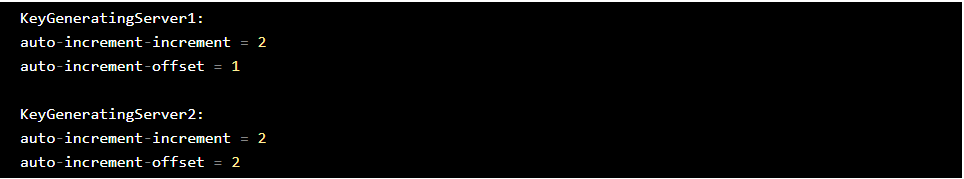 KeyGeneratingServer1:
auto-increment-increment = 2
auto-increment-offset = 1
KeyGeneratingServer2:
auto-increment-increment = 2
auto-increment-offset = 2